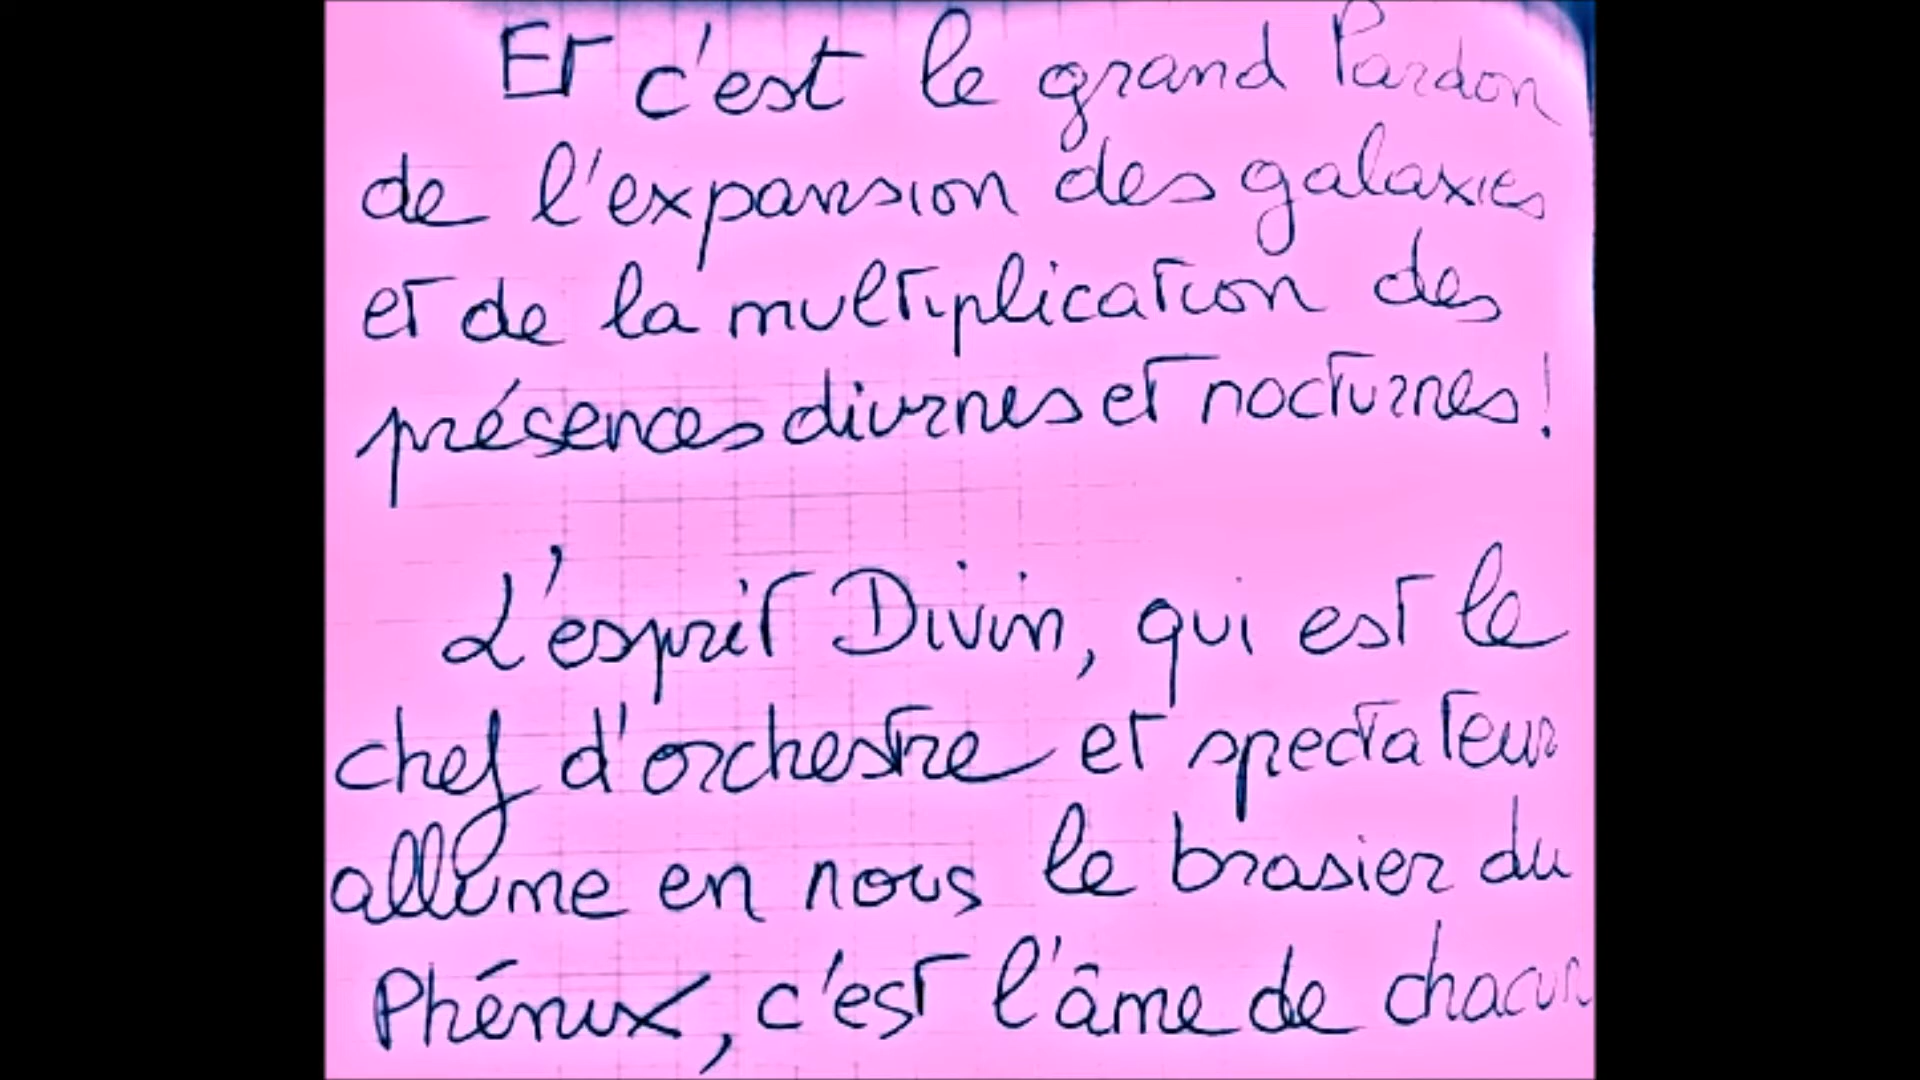 Et c'est le grand Pardon
de l'expansion des galaxies
et de la multiplication des
présences diurnes et nocturnes !
L'esprit Divin, qui est le
chef d'orchestre et spectateur
allume en nous le brasier du
Phénix, c'est l'âme de chacun